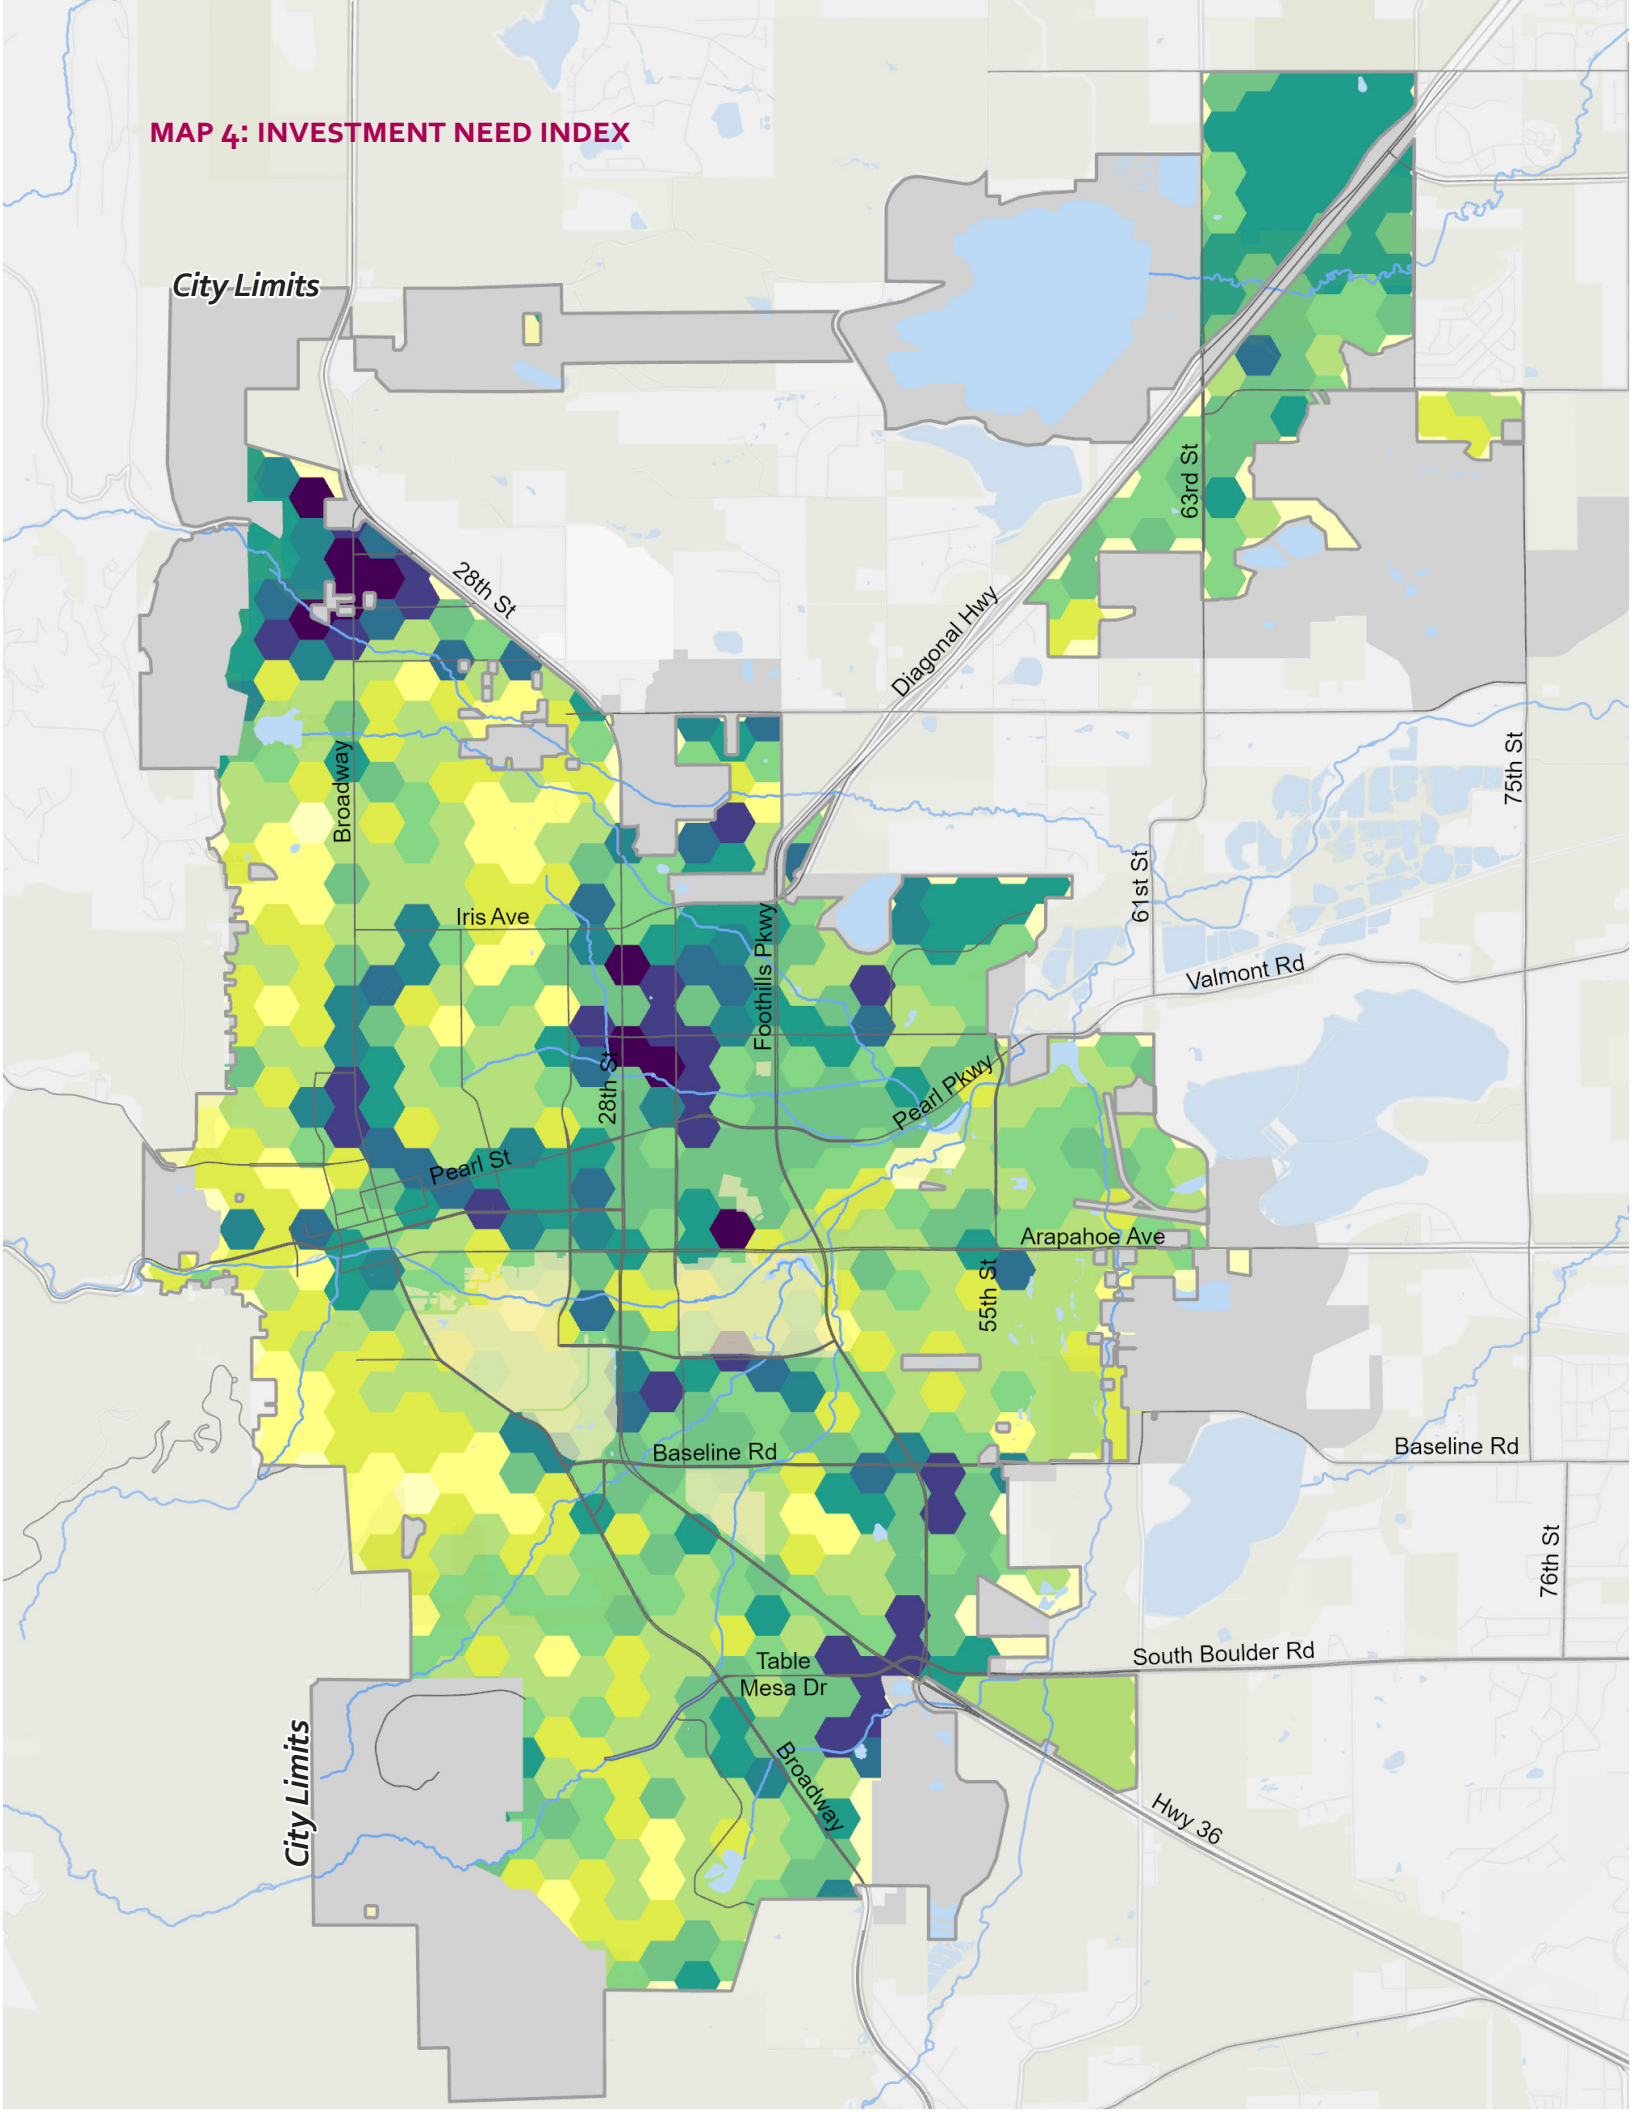 MAP 4: INVESTMENT NEED INDEX
City Limits
63rd St
28th St
Diagonal Hwy
Broadway
75th St
61st St
Iris Ave
Foothills Pkwy
Valmont Rd
28th St
Pearl Pkwy
Pearl St
Arapahoe Ave
55th St
Baseline Rd
Baseline Rd
76th St
South Boulder Rd
Table
Mesa Dr
City Limits
Broadway
Hwy 36